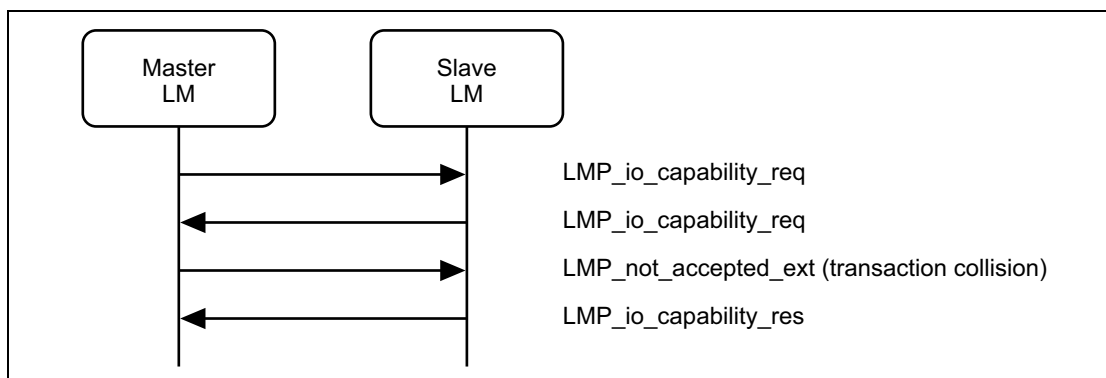 Master
LM
Slave
LM
LMP_io_capability_req
LMP_io_capability_req
LMP_not_accepted_ext (transaction collision)
LMP_io_capability_res